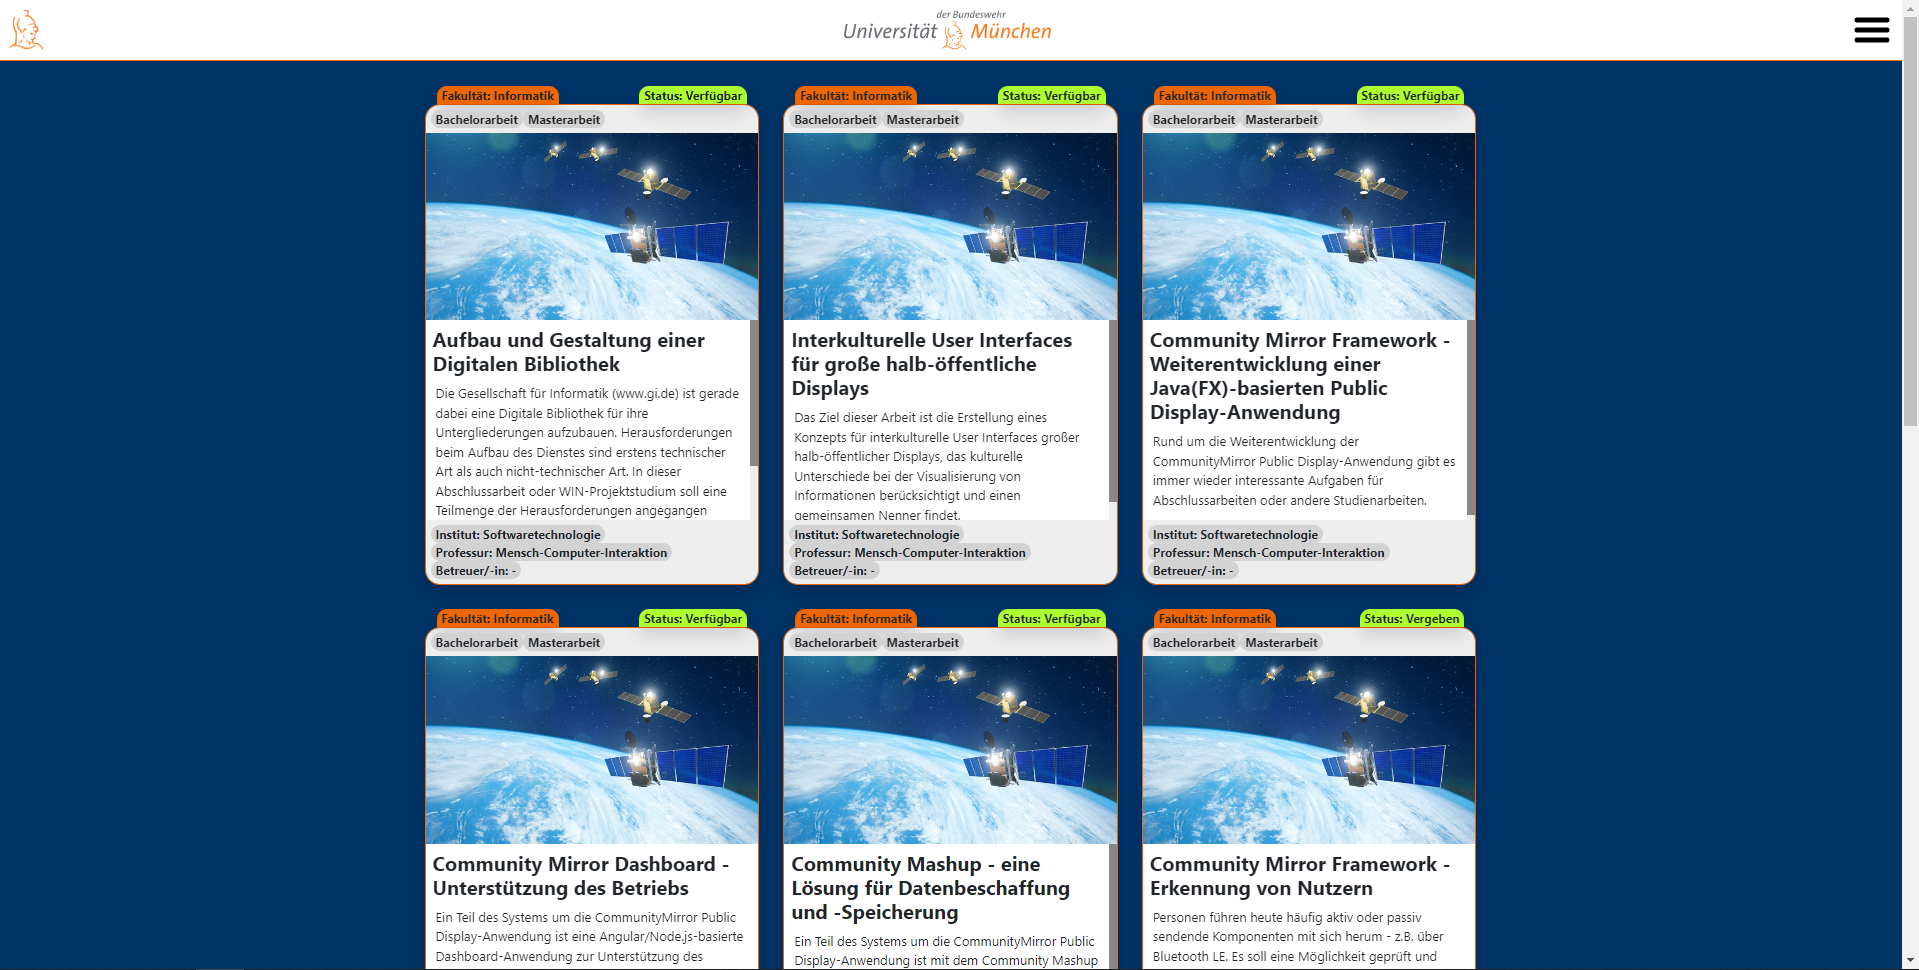 der Bundeswehr
Universität München
Fakultät: Informatik
Status: Verfügbar
Bachelorarbeit Masterarbeit
Aufbau und Gestaltung einer
Digitalen Bibliothek
Die Gesellschaft für Informatik (www.gi.de) ist gerade
dabei eine Digitale Bibliothek für ihre
Untergliederungen aufzubauen. Herausforderungen
beim Aufbau des Dienstes sind erstens technischer
Art als auch nicht-technischer Art. In dieser
Abschlussarbeit oder WIN-Projektstudium soll eine
Teilmenge der Herausforderungen angegangen
Institut: Softwaretechnologie
Professur: Mensch-Computer-Interaktion
Betreuer/-in: -
Fakultät: Informatik
Status: Verfügbar
Bachelorarbeit Masterarbeit
Interkulturelle User Interfaces
für große halb-öffentliche
Displays
Das Ziel dieser Arbeit ist die Erstellung eines
Konzepts für interkulturelle User Interfaces großer
halb-öffentlicher Displays, das kulturelle
Unterschiede bei der Visualisierung von
Informationen berücksichtigt und einen
gemeinsamen Nenner findet.
Institut: Softwaretechnologie
Professur: Mensch-Computer-Interaktion
Betreuer/-in: -
Fakultät: Informatik
Status: Verfügbar
Bachelorarbeit Masterarbeit
Community Mirror Framework -
Weiterentwicklung einer
Java(FX)-basierten Public
Display-Anwendung
Rund um die Weiterentwicklung der
CommunityMirror Public Display-Anwendung gibt es
immer wieder interessante Aufgaben für
Abschlussarbeiten oder andere Studienarbeiten.
Institut: Softwaretechnologie
Professur: Mensch-Computer-Interaktion
Betreuer/-in: -
Fakultät: Informatik
Status: Verfügbar
Bachelorarbeit Masterarbeit
Community Mirror Dashboard -
Unterstützung des Betriebs
Ein Teil des Systems um die CommunityMirror Public
Display-Anwendung ist eine Angular/Node.js-basierte
Dashboard-Anwendung zur Unterstützung des
Fakultät: Informatik
Status: Verfügbar
Bachelorarbeit Masterarbeit
Community Mashup - eine
Lösung für Datenbeschaffung
und -Speicherung
Ein Teil des Systems um die CommunityMirror Public
Display-Anwendung ist mit dem Community Mashup
Fakultät: Informatik
Status: Vergeben
Bachelorarbeit Masterarbeit
Community Mirror Framework -
Erkennung von Nutzern
Personen führen heute häufig aktiv oder passiv
sendende Komponenten mit sich herum - z.B. über
Bluetooth LE. Es soll eine Möglichkeit geprüft und